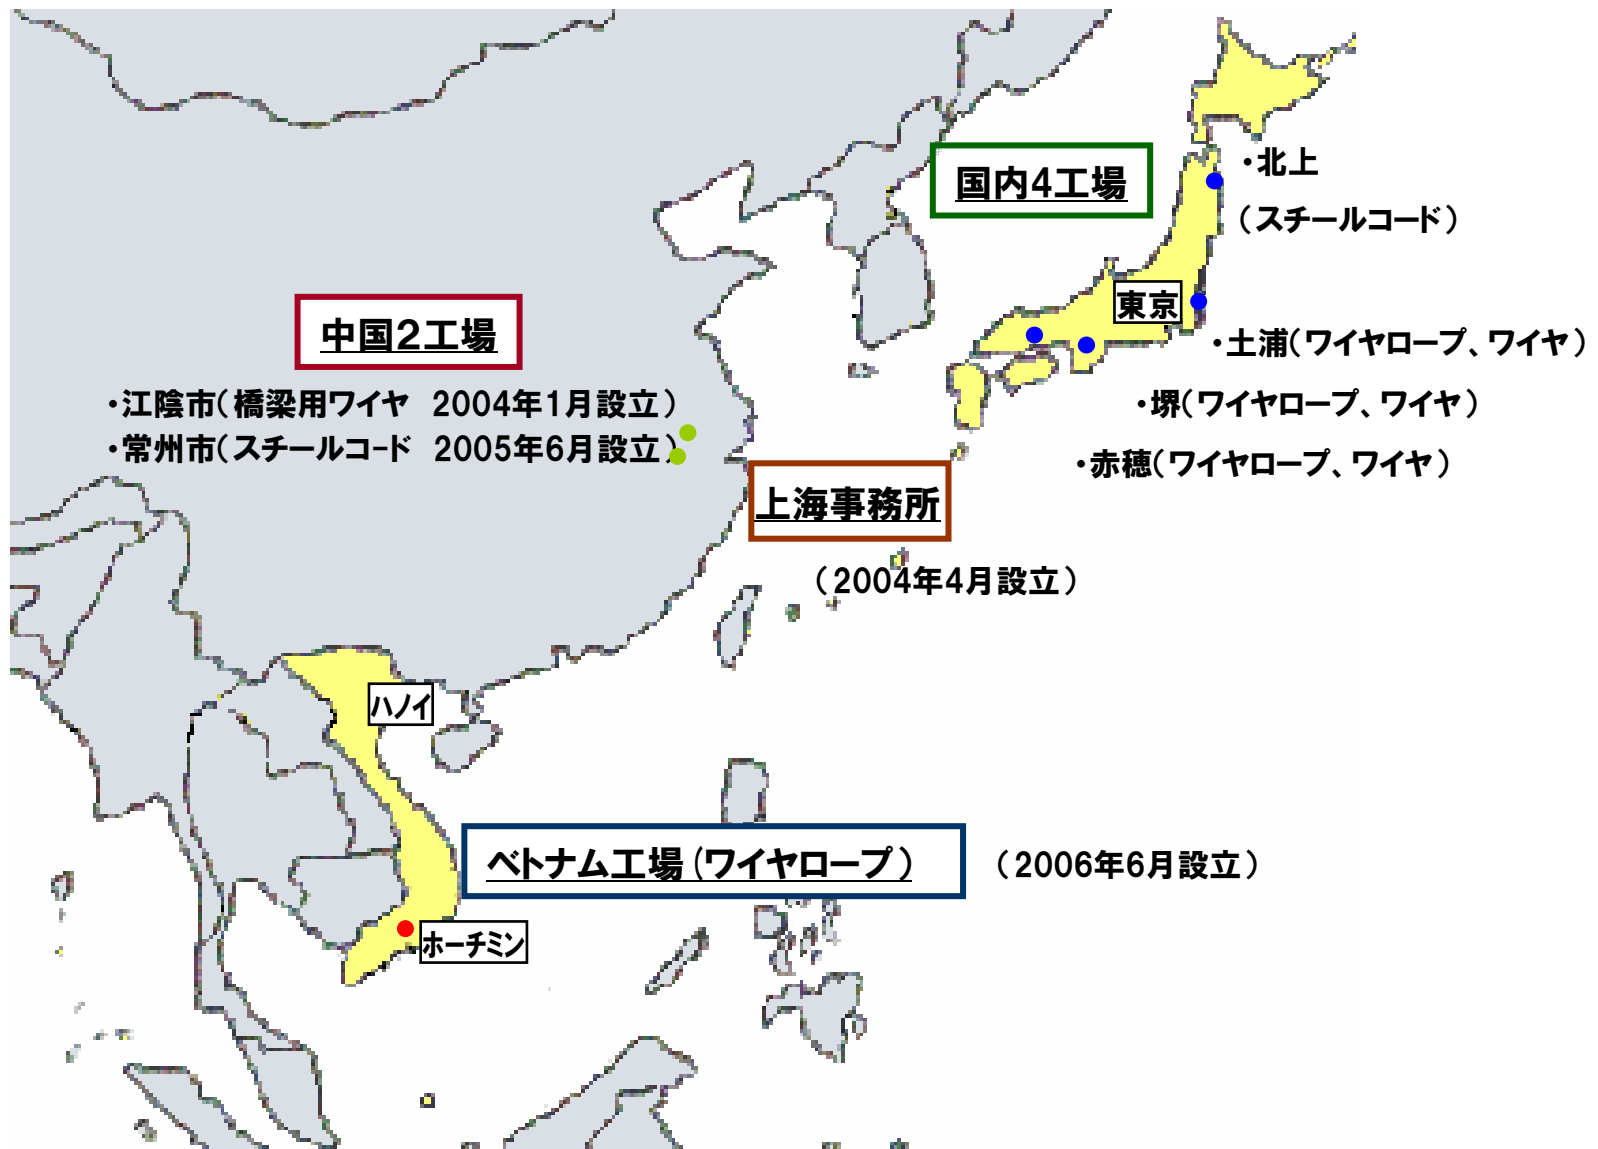 ・北上
国内4工場
(スチールコード)
東京
中国2工場
・土浦(ワイヤロープ、ワイヤ)
・江陰市(橋梁用ワイヤ 2004年1月設立)
・堺(ワイヤロープ、ワイヤ)
・常州市(スチールコード 2005年6月設立)
・赤穂(ワイヤロープ、ワイヤ)
上海事務所
(2004年4月設立)
ハノイ
ベトナム工場(ワイヤロープ)
(2006年6月設立)
ホーチミン